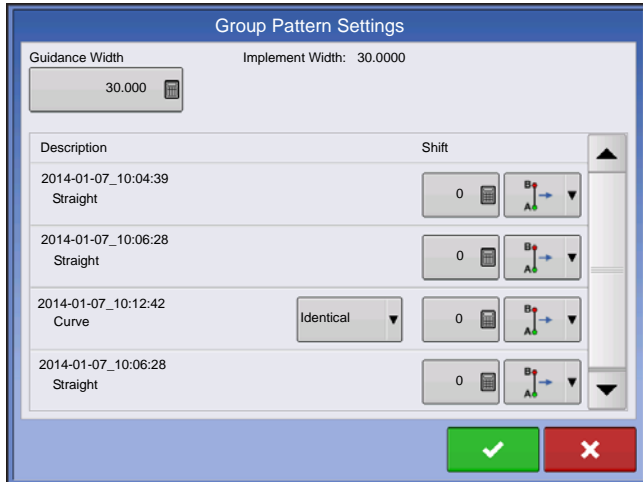 Group Pattern Settings
Guidance Width
Implement Width: 30.0000
30.000
Description
Shift
2014-01-07_10:04:39
Straight
0
B
A
2014-01-07_10:06:28
Straight
0
B
A
2014-01-07_10:12:42
Curve
Identical
0
B
A
2014-01-07_10:06:28
Straight
0
B
A